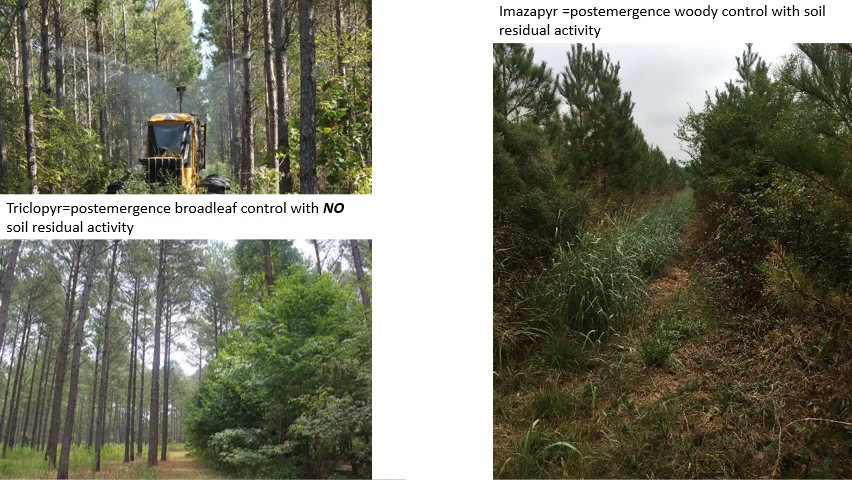 Imazapyr =postemergence woody control with soil
residual activity
Triclopyr=postemergence broadleaf control with NO
soil residual activity